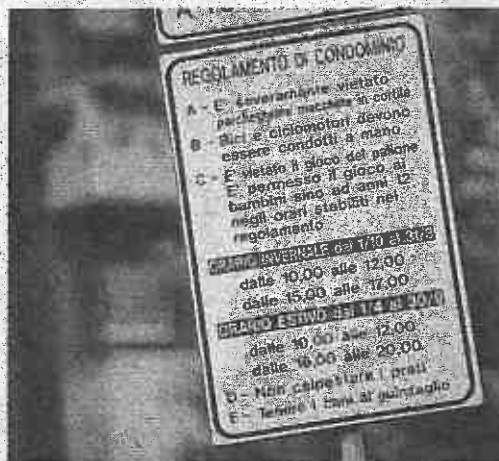 REGOLAMENTO DI CONDOMINIO
A - E' severamente vietato
parcheggiare macchine in cortile
B - Bici e ciclomotori devono
essere condotti a mano
C - E' vietato il gioco del pallone
E' permesso il gioco ai
bambini sino ad anni 12
negli orari stabiliti nel
regolamento
ORARIO INVERNALE dal 1/10 al 31/3
dalle 10,00 alle 12,00
dalle 15,00 alle 17,00
ORARIO ESTIVO dal 1/4 al 30/9
dalle 10,00 alle 12,00
dalle 16,00 alle 20,00
D - Non calpestare i prati
E - Tenere i cani al guinzaglio